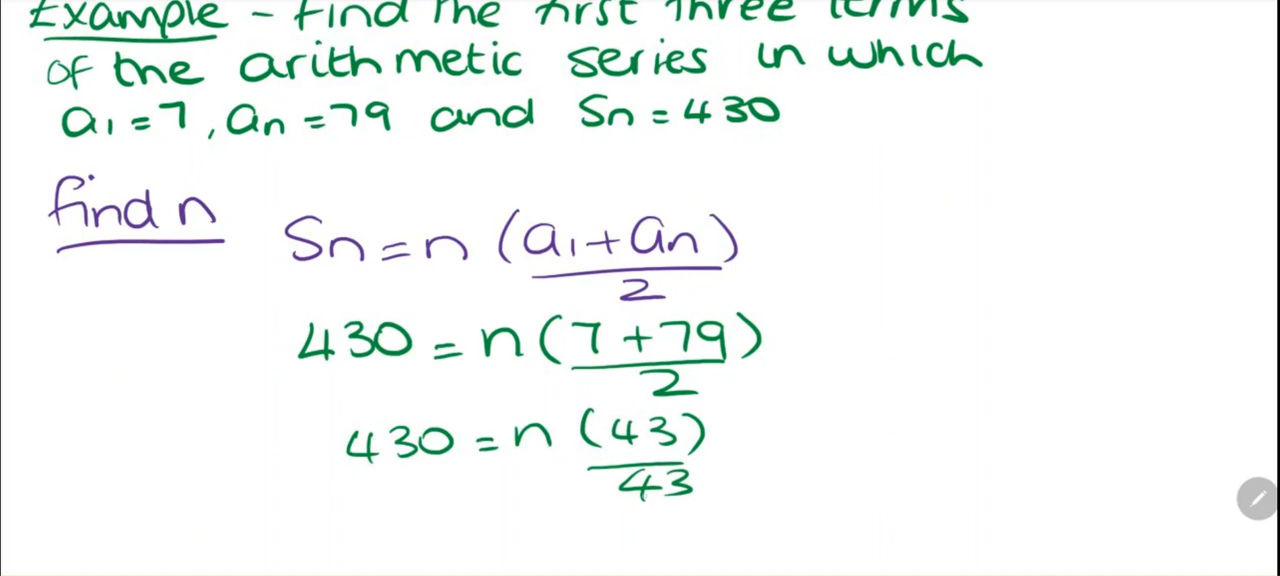 Example - Find the first three terms
of the arithmetic series in which
a1 = 7, an = 79 and Sn = 430
find n
Sn = n (a1 + an)
2
430 = n (7 + 79)
2
430 = n (43)
43